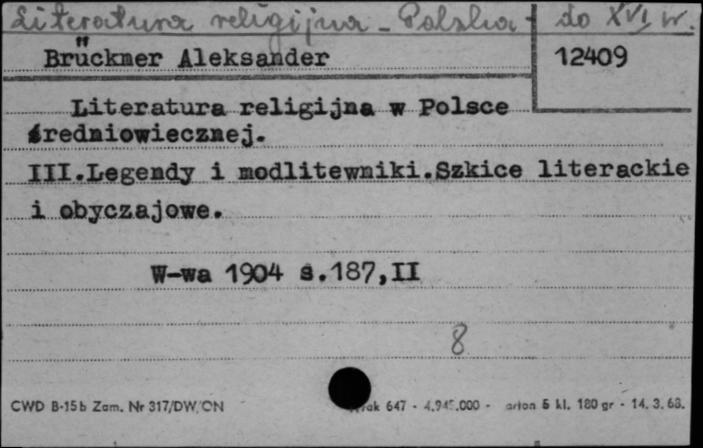 Literatura religijna - Polska - do XVI w.
Brückner Aleksander 12409
Literatura religijna w Polsce
średniowiecznej.
III.Legendy i modlitewniki.Szkice literackie
i obyczajowe.
W-wa 1904 s.187,II
8
CWD B-15b Zam. Nr 317/DW/CN 647 - 4.945.000 - 5 kl. 180 gr - 14. 3. 68.